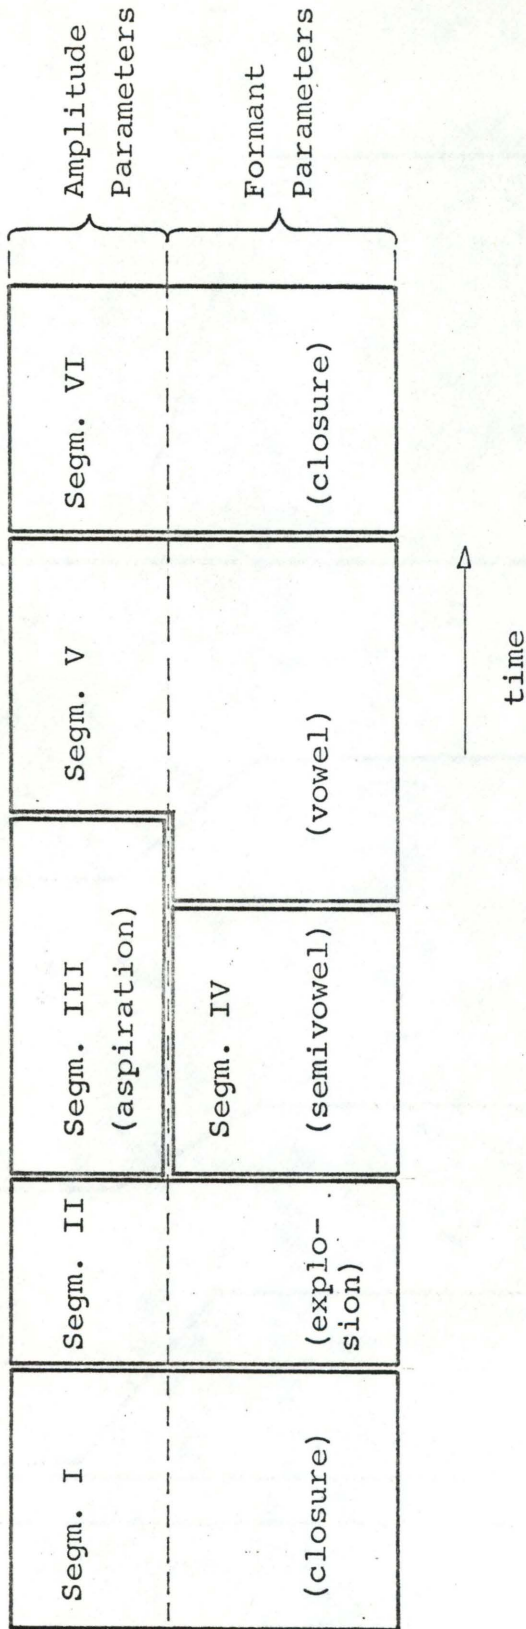 Segm. I
(closure)
Segm. II
(explo-
sion)
Segm. III
(aspiration)
Segm. IV
(semivowel)
Segm. V
(vowel)
Segm. VI
(closure)
Amplitude
Parameters
Formant
Parameters
time